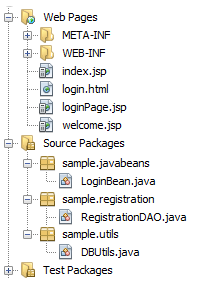 Web Pages
META-INF
WEB-INF
index.jsp
login.html
loginPage.jsp
welcome.jsp
Source Packages
sample.javabeans
LoginBean.java
sample.registration
RegistrationDAO.java
sample.utils
DBUtils.java
Test Packages